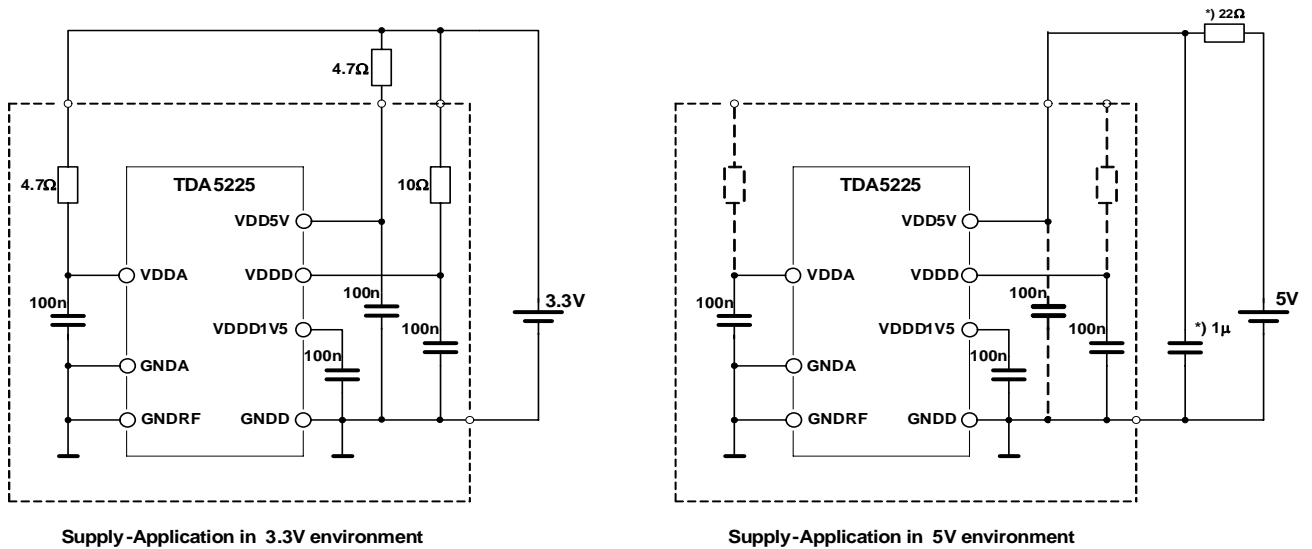 4.7Ω
4.7Ω
TDA5225
10Ω
VDD5V
VDDA
VDDD
100n
100n
3.3V
VDDD1V5
100n
100n
GNDA
GNDRF
GNDD
Supply-Application in 3.3V environment
*) 22Ω
TDA5225
VDD5V
VDDA
VDDD
100n
100n
5V
VDDD1V5
*) 1µ
100n
100n
GNDA
GNDRF
GNDD
Supply-Application in 5V environment